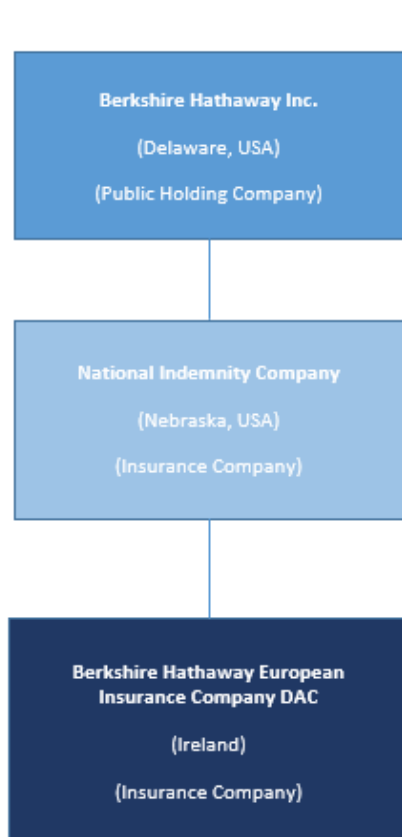 Berkshire Hathaway Inc.
(Delaware, USA)
(Public Holding Company)
National Indemnity Company
(Nebraska, USA)
(Insurance Company)
Berkshire Hathaway European
Insurance Company DAC
(Ireland)
(Insurance Company)